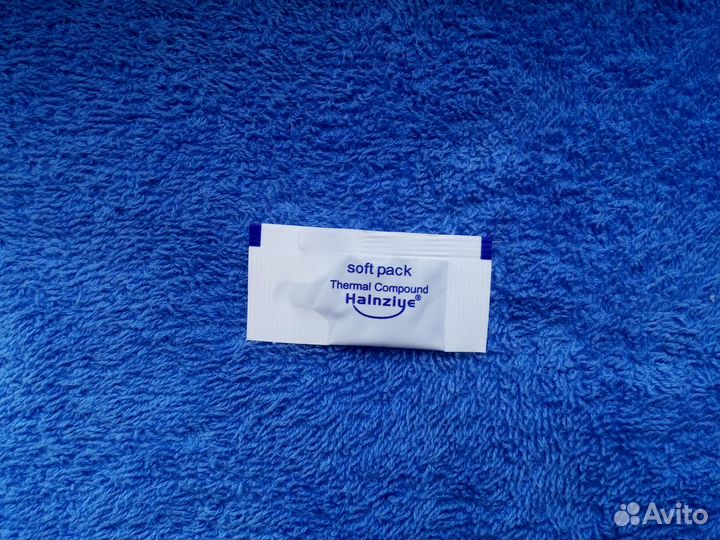 soft pack
Thermal Compound
Halnziye®
Avito